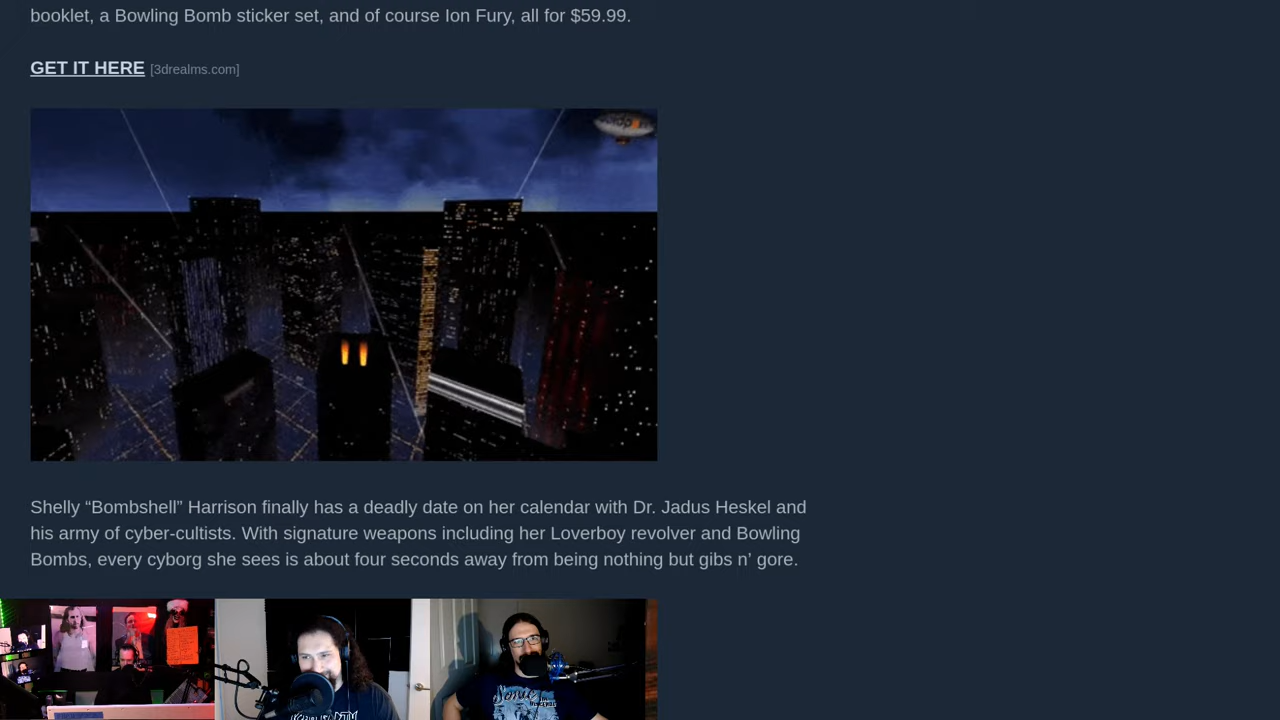 booklet, a Bowling Bomb sticker set, and of course Ion Fury, all for $59.99.
GET IT HERE [3drealms.com]
Shelly “Bombshell” Harrison finally has a deadly date on her calendar with Dr. Jadus Heskel and
his army of cyber-cultists. With signature weapons including her Loverboy revolver and Bowling
Bombs, every cyborg she sees is about four seconds away from being nothing but gibs n’ gore.